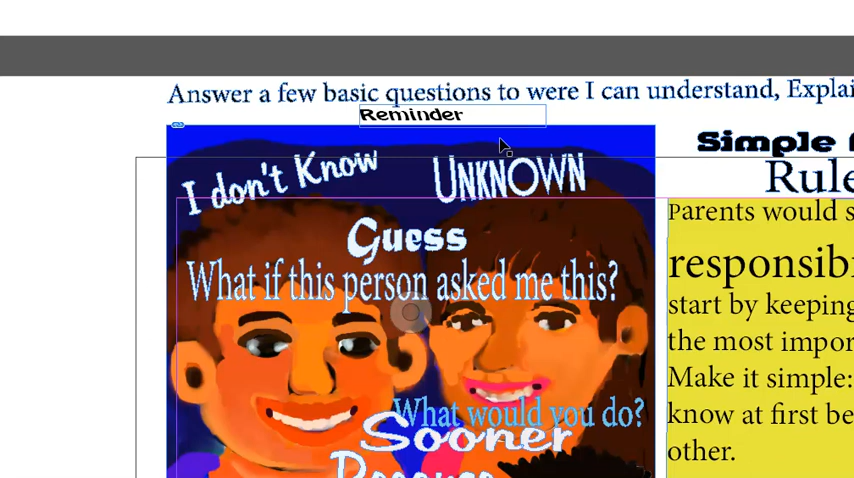 Answer a few basic questions to were I can understand, Explai
Reminder
I don't Know
UNKNOWN
Guess
What if this person asked me this?
What would you do?
Sooner
Simple
Rule
Parents would s
responsib
start by keeping
the most impor
Make it simple:
know at first be
other.